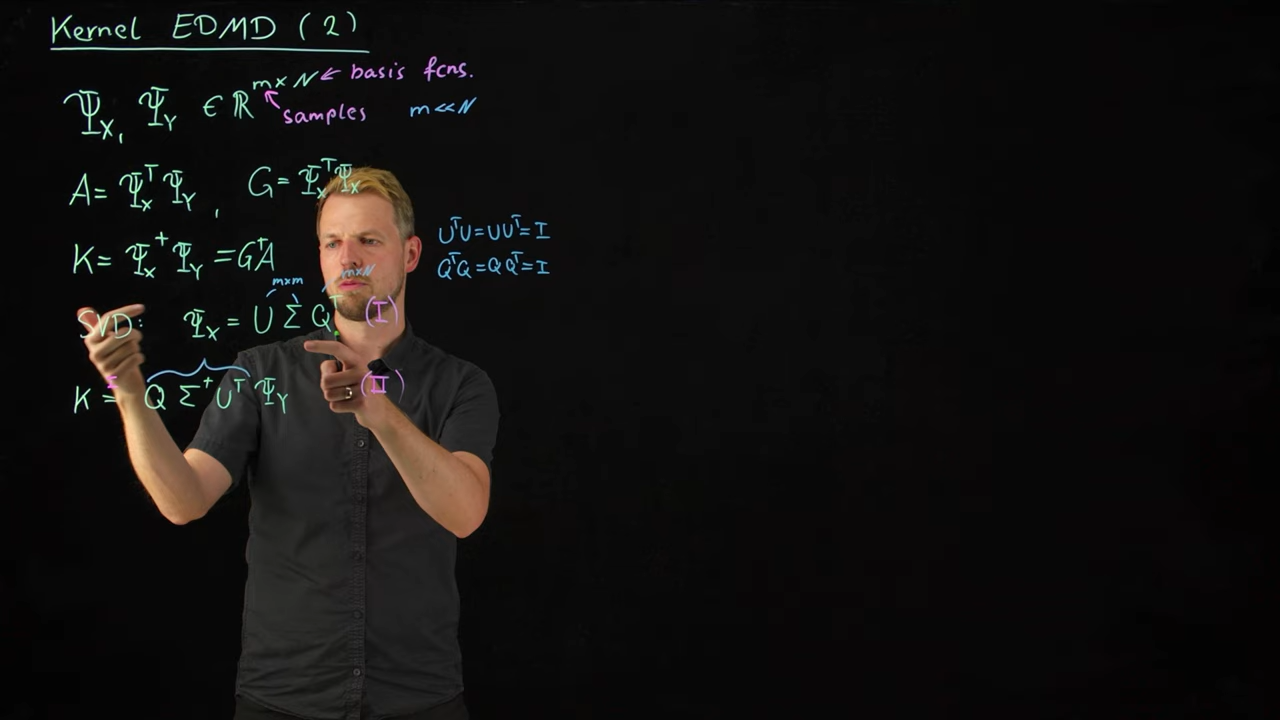 Kernel EDMD (2)
Ψ_X, Ψ_Y ∈ ℝ^{m×N} ← basis fcns.
samples m ≪ N
A = Ψ_X^T Ψ_Y, G = Ψ_X^T Ψ_X
K = Ψ_X^+ Ψ_Y = G^+ A
U^T U = U U^T = I
Q^T Q = Q Q^T = I
m×m m×N
SVD: Ψ_X = U Σ Q^T (I)
K =^I Q Σ^+ U^T Ψ_Y (II)